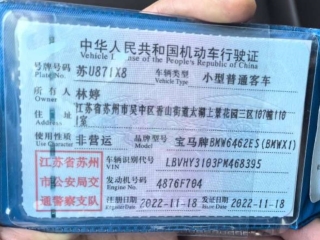 中华人民共和国机动车行驶证
Vehicle License of the People's Republic of China
号牌号码 苏U871X8 车辆类型 小型普通客车
Plate No. Vehicle Type
所有人 林婷
Owner
江苏省苏州市吴中区香山街道太湖上景花园三区107幢110
1室
使用性质 非营运 品牌型号 宝马牌BMW6462ES(BMWX1)
Use Character Model
江苏省苏州
市公安局交
通警察支队
车辆识别代号 LBVHY3103PM468395
VIN
发动机号码 4876F704
Engine No.
注册日期 2022-11-18 发证日期 2022-11-18
Register Date Issue Date